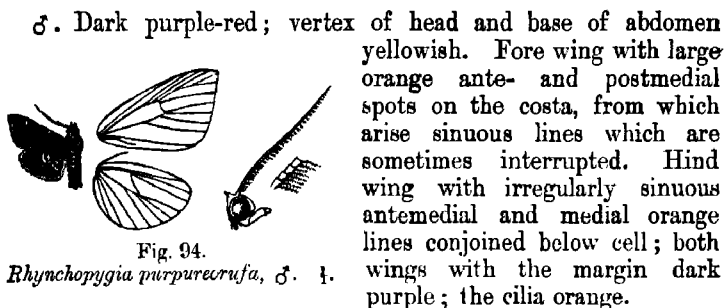 ♂. Dark purple-red; vertex of head and base of abdomen
yellowish. Fore wing with large
orange ante- and postmedial
spots on the costa, from which
arise sinuous lines which are
sometimes interrupted. Hind
wing with irregularly sinuous
antemedial and medial orange
lines conjoined below cell; both
wings with the margin dark
purple; the cilia orange.
Fig. 94.
Rhynchopygia purpureorufa, ♂. 1/1.